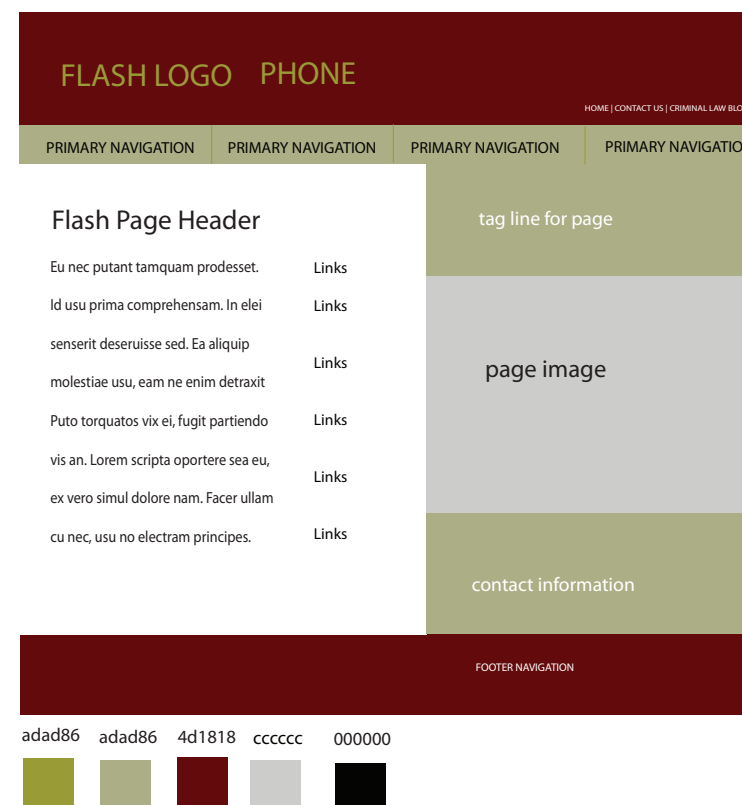 FLASH LOGO PHONE
HOME | CONTACT US | CRIMINAL LAW BLO
PRIMARY NAVIGATION PRIMARY NAVIGATION PRIMARY NAVIGATION PRIMARY NAVIGATIO
Flash Page Header
tag line for page
Eu nec putant tamquam prodesset.
Id usu prima comprehensam. In elei
senserit deseruisse sed. Ea aliquip
molestiae usu, eam ne enim detraxit
Puto torquatos vix ei, fugit partiendo
vis an. Lorem scripta oportere sea eu,
ex vero simul dolore nam. Facer ullam
cu nec, usu no electram principes.
Links
Links
Links
Links
Links
Links
page image
contact information
FOOTER NAVIGATION
adad86 adad86 4d1818 cccccc 000000